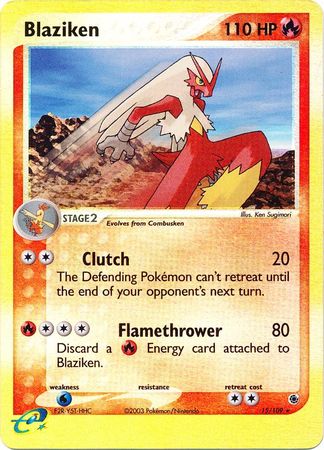 Blaziken 110 HP
Illus. Ken Sugimori
STAGE 2
Evolves from Combusken
Clutch 20
The Defending Pokémon can't retreat until
the end of your opponent's next turn.
Flamethrower 80
Discard a Energy card attached to
Blaziken.
weakness resistance retreat cost
©2003 Pokémon/Nintendo
15/109 ★
e